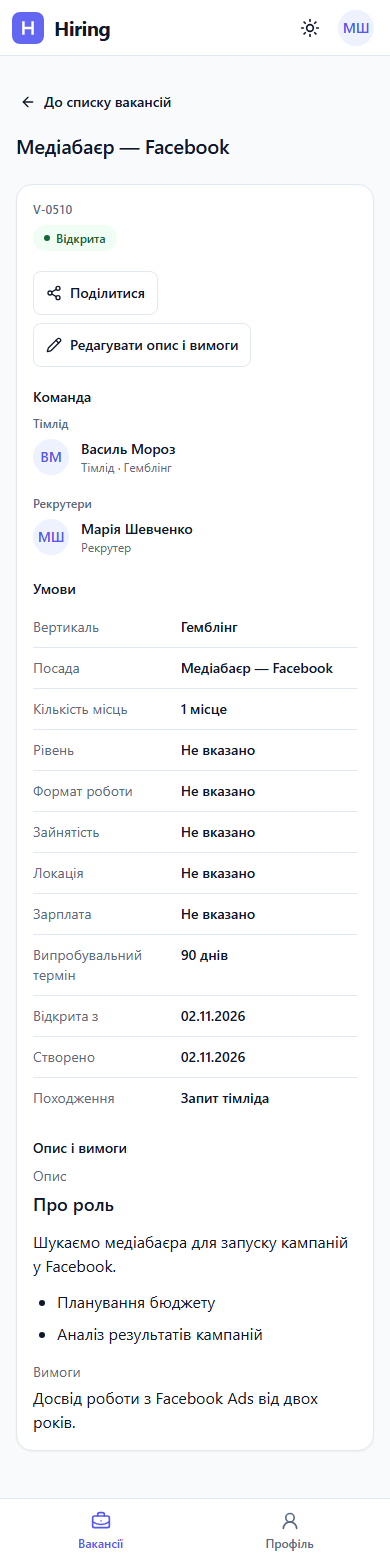 H Hiring
МШ
До списку вакансій
Медіабаєр — Facebook
V-0510
Відкрита
Поділитися
Редагувати опис і вимоги
Команда
Тімлід
ВМ
Василь Мороз
Тімлід · Гемблінг
Рекрутери
МШ
Марія Шевченко
Рекрутер
Умови
Вертикаль Гемблінг
Посада Медіабаєр — Facebook
Кількість місць 1 місце
Рівень Не вказано
Формат роботи Не вказано
Зайнятість Не вказано
Локація Не вказано
Зарплата Не вказано
Випробувальний 90 днів
термін
Відкрита з 02.11.2026
Створено 02.11.2026
Походження Запит тімліда
Опис і вимоги
Опис
Про роль
Шукаємо медіабаєра для запуску кампаній
у Facebook.
• Планування бюджету
• Аналіз результатів кампаній
Вимоги
Досвід роботи з Facebook Ads від двох
років.
Вакансії Профіль